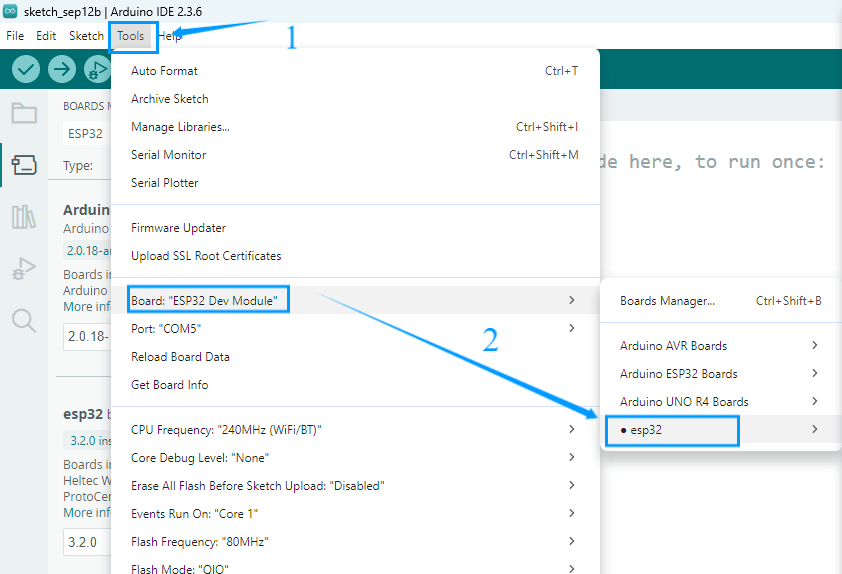 sketch_sep12b | Arduino IDE 2.3.6
File Edit Sketch Tools Help
1
BOARDS M
ESP32
Type:
Arduin
Arduino
2.0.18-a
Boards in
Arduino
More inf
2.0.18-
esp32 b
3.2.0 ins
Boards in
Heltec W
ProtoCen
More inf
3.2.0
Auto Format Ctrl+T
Archive Sketch
Manage Libraries... Ctrl+Shift+I
Serial Monitor Ctrl+Shift+M
Serial Plotter
Firmware Updater
Upload SSL Root Certificates
Board: "ESP32 Dev Module"
Port: "COM5"
Reload Board Data
Get Board Info
CPU Frequency: "240MHz (WiFi/BT)"
Core Debug Level: "None"
Erase All Flash Before Sketch Upload: "Disabled"
Events Run On: "Core 1"
Flash Frequency: "80MHz"
Flash Mode: "QIO"
de here, to run once:
2
Boards Manager... Ctrl+Shift+B
Arduino AVR Boards
Arduino ESP32 Boards
Arduino UNO R4 Boards
● esp32